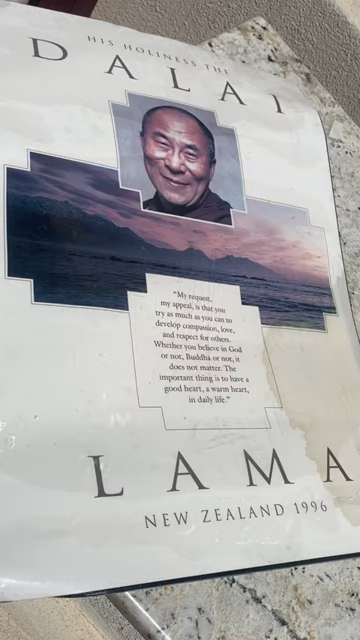 HIS HOLINESS THE
DALAI
"My request,
my appeal, is that you
try as much as you can to
develop compassion, love,
and respect for others.
Whether you believe in God
or not, Buddha or not, it
does not matter. The
important thing is to have a
good heart, a warm heart,
in daily life."
LAMA
NEW ZEALAND 1996